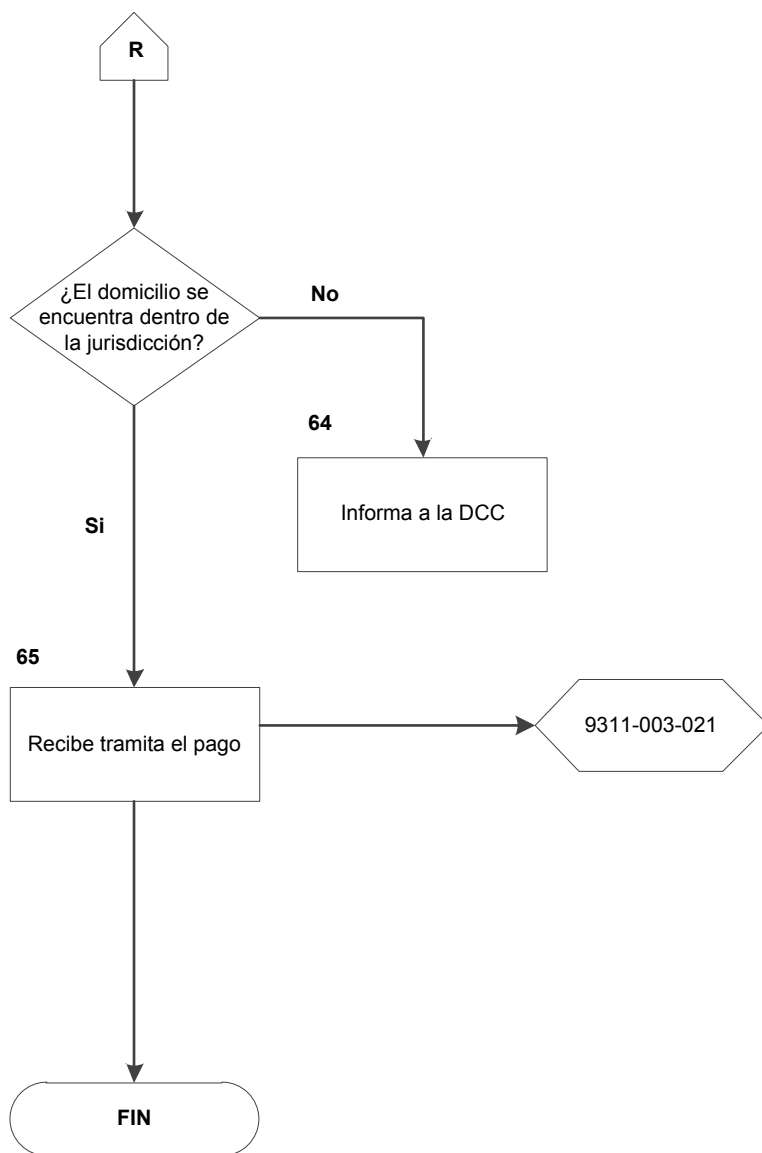 R
¿El domicilio se
encuentra dentro de
la jurisdicción?
No
64
Informa a la DCC
Si
65
Recibe tramita el pago
9311-003-021
FIN